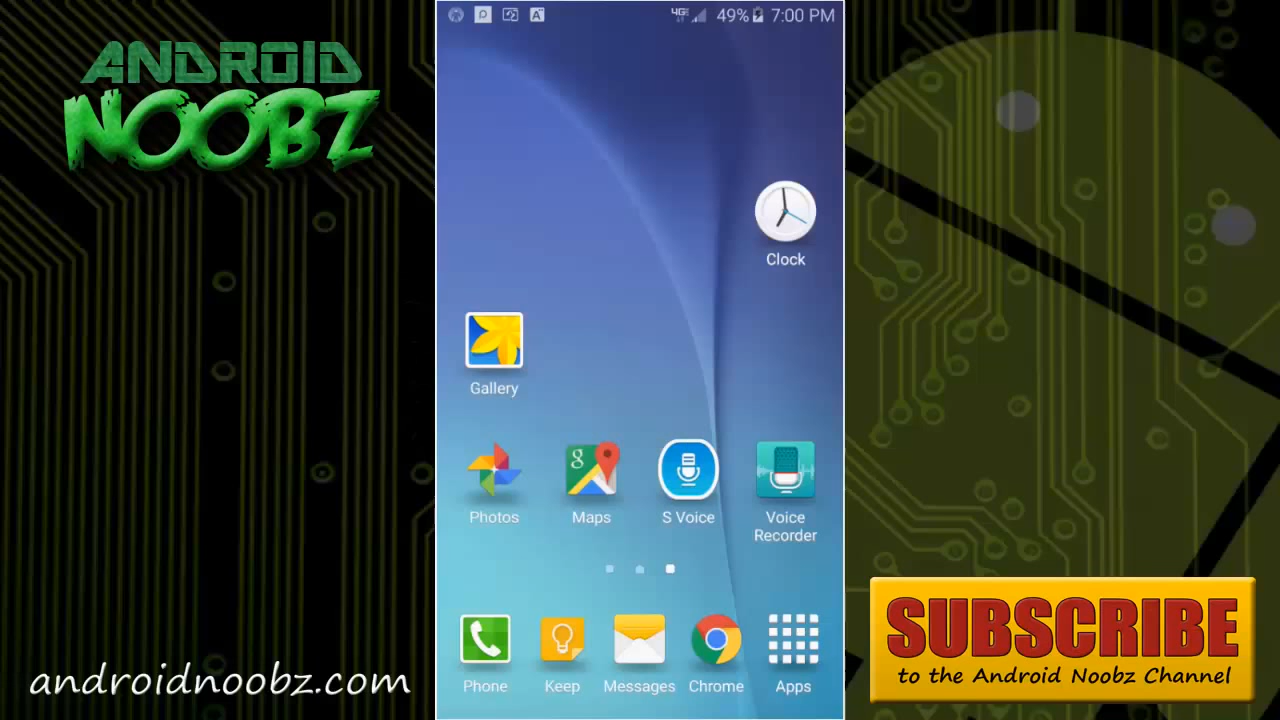 ANDROID
NOOBZ
4G 49% 7:00 PM
Clock
Gallery
g
Photos Maps S Voice Voice
Recorder
Phone Keep Messages Chrome Apps
androidnoobz.com
SUBSCRIBE
to the Android Noobz Channel